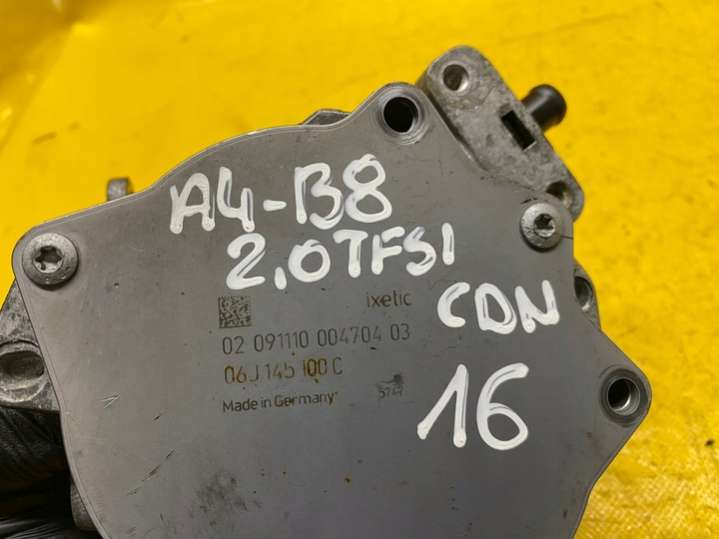 A4-B8
2.0TFSI
ixetic
CDN
02 091110 004704 03
06J 145 100 C
Made in Germany
16